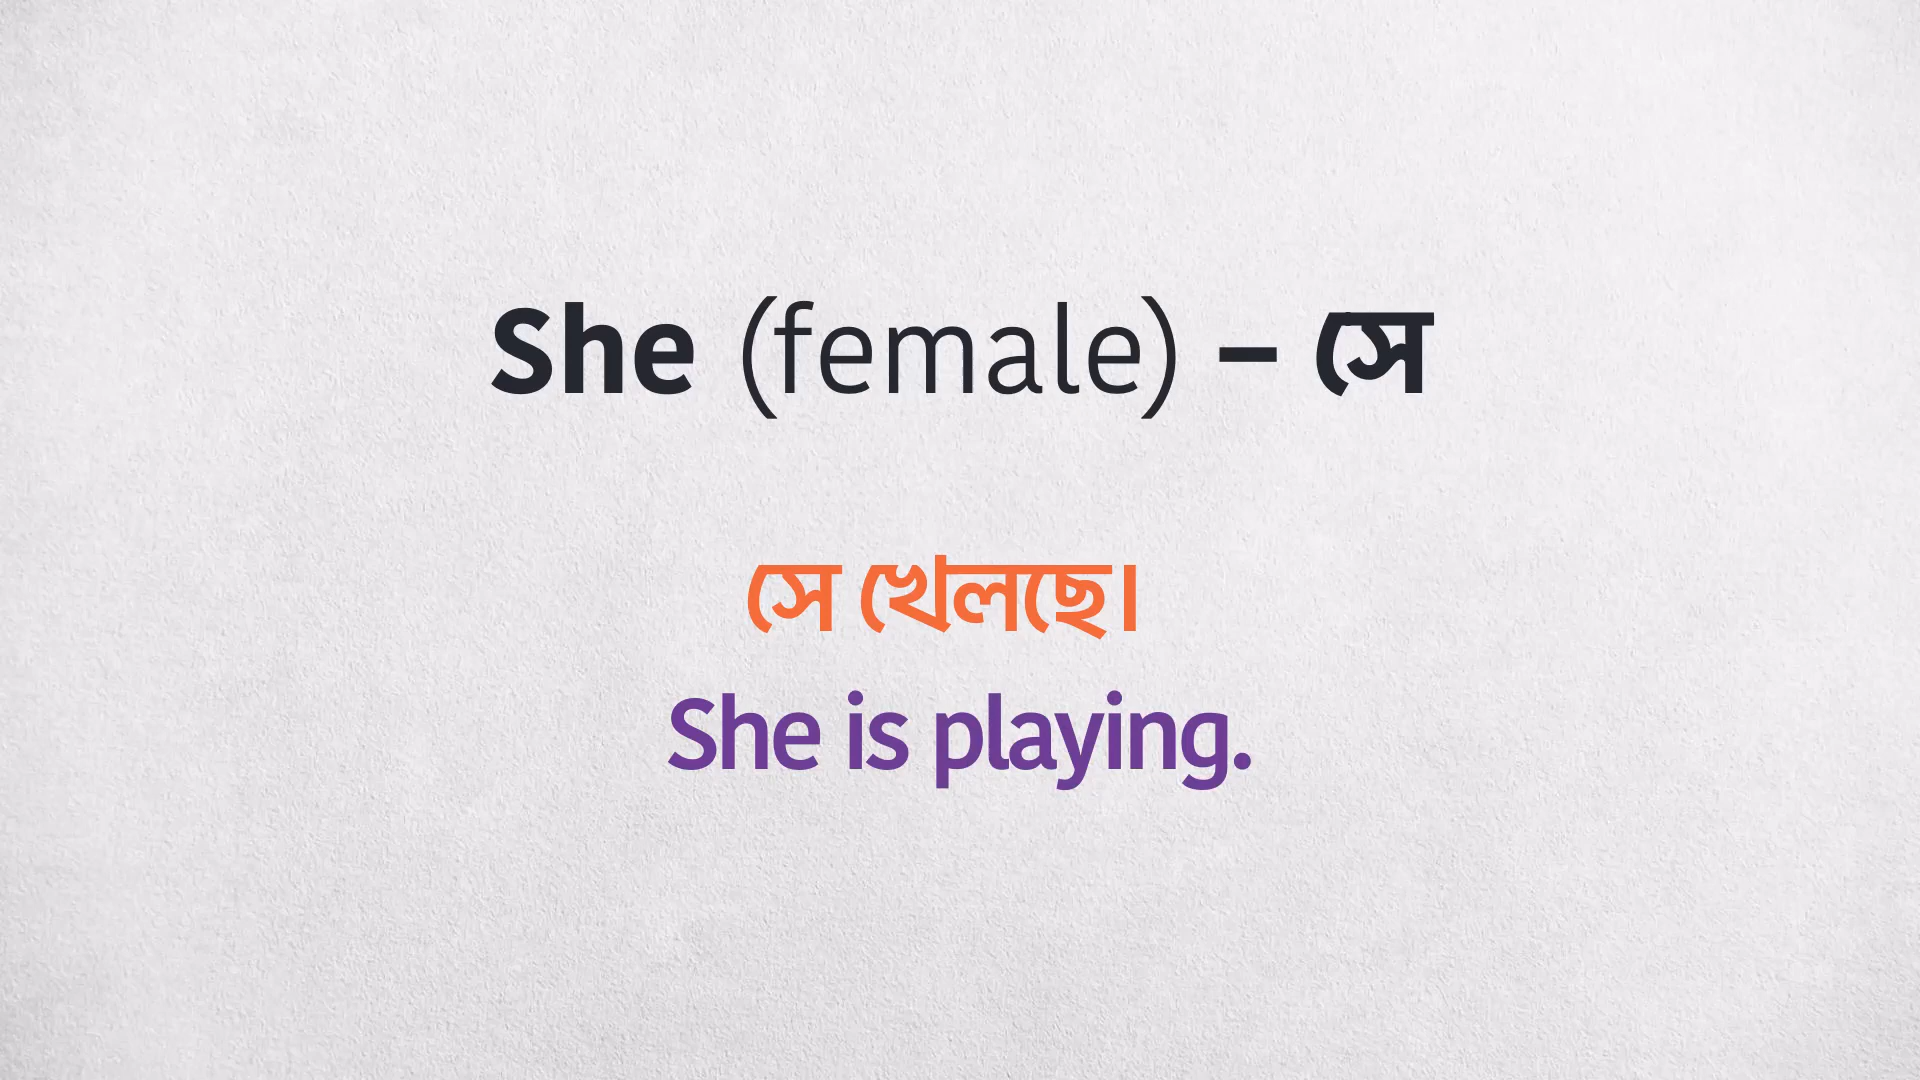 She (female) – সে
সে খেলছে।
She is playing.